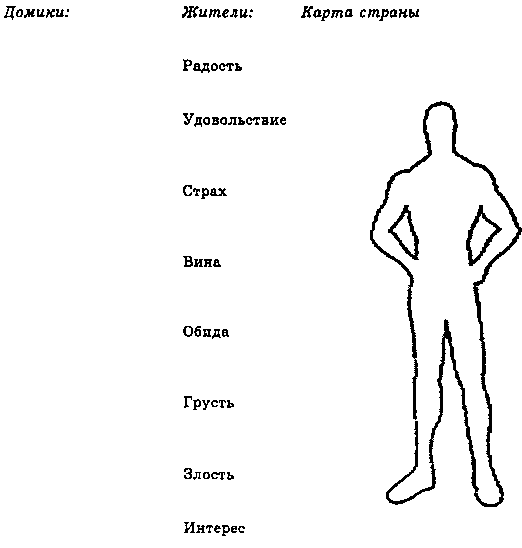 Домики: Жители: Карта страны
Радость
Удовольствие
Страх
Вина
Обида
Грусть
Злость
Интерес